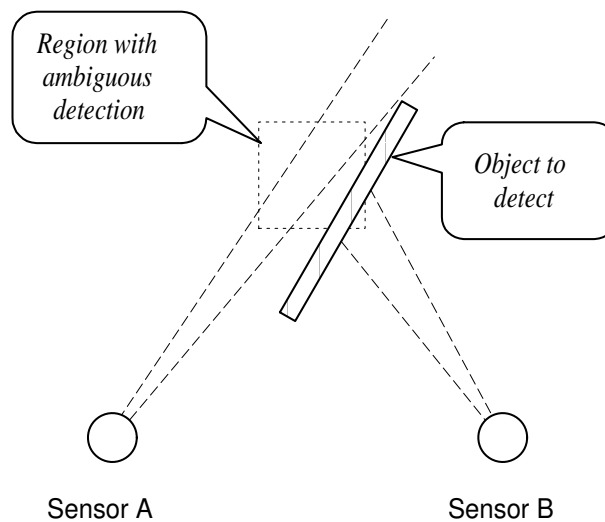 Region with
ambiguous
detection
Object to
detect
Sensor A
Sensor B